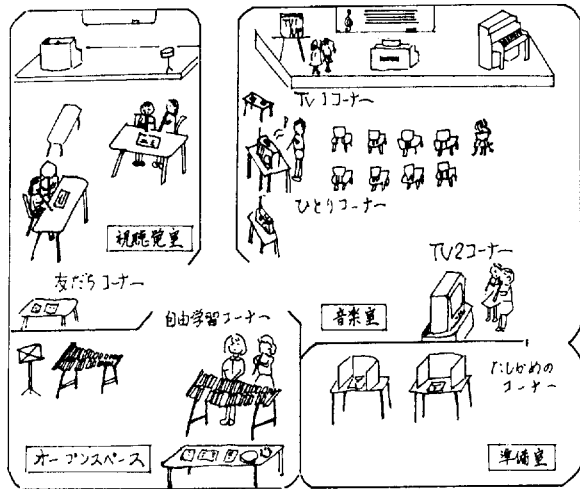 TV1
TV1コーナー
ひとりコーナー
視聴覚室
TV2コーナー
友だちコーナー
自由学習コーナー
音楽室
たしかめの
コーナー
オープンスペース
準備室